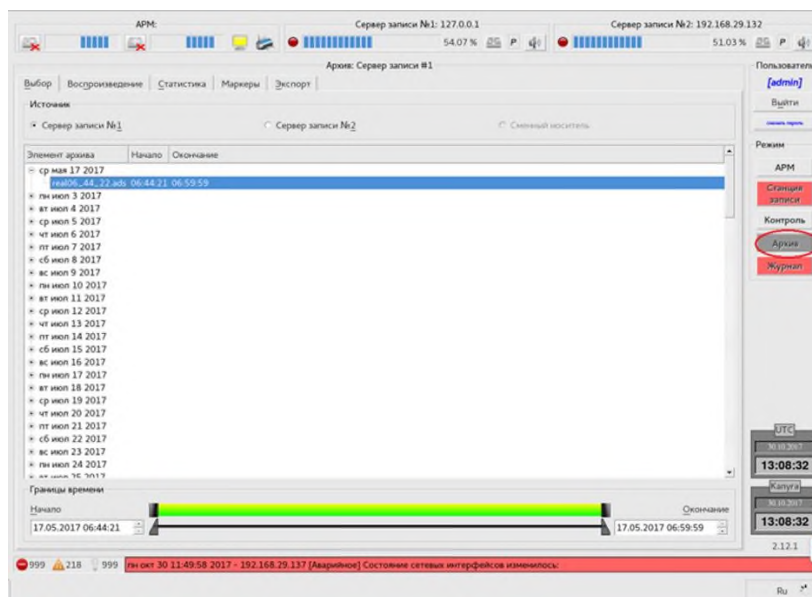 АРМ:
Сервер записи №1: 127.0.0.1
Сервер записи №2: 192.168.29.132
54.07 %
P
51.03 %
P
Архив: Сервер записи #1
Пользователь
[admin]
Выйти
Режим
АРМ
Станция записи
Контроль
Архив
Журнал
Выбор
Воспроизведение
Статистика
Маркеры
Экспорт
Источник
Сервер записи №1
Сервер записи №2
Сменный носитель
Элемент архива
Начало
Окончание
ср мая 17 2017
real06_44_22.ads 06:44:21 06:59:59
пн июл 3 2017
вт июл 4 2017
ср июл 5 2017
чт июл 6 2017
пт июл 7 2017
сб июл 8 2017
вс июл 9 2017
пн июл 10 2017
вт июл 11 2017
ср июл 12 2017
чт июл 13 2017
пт июл 14 2017
сб июл 15 2017
вс июл 16 2017
пн июл 17 2017
вт июл 18 2017
ср июл 19 2017
чт июл 20 2017
пт июл 21 2017
сб июл 22 2017
вс июл 23 2017
пн июл 24 2017
вт июл 25 2017
UTC
30.10.2017
13:08:32
Калуга
30.10.2017
13:08:32
2.12.1
Границы времени
Начало
Окончание
17.05.2017 06:44:21
17.05.2017 06:59:59
999
218
999
пн окт 30 11:49:58 2017 - 192.168.29.137 [Аварийное] Состояние сетевых интерфейсов изменилось:
Ru